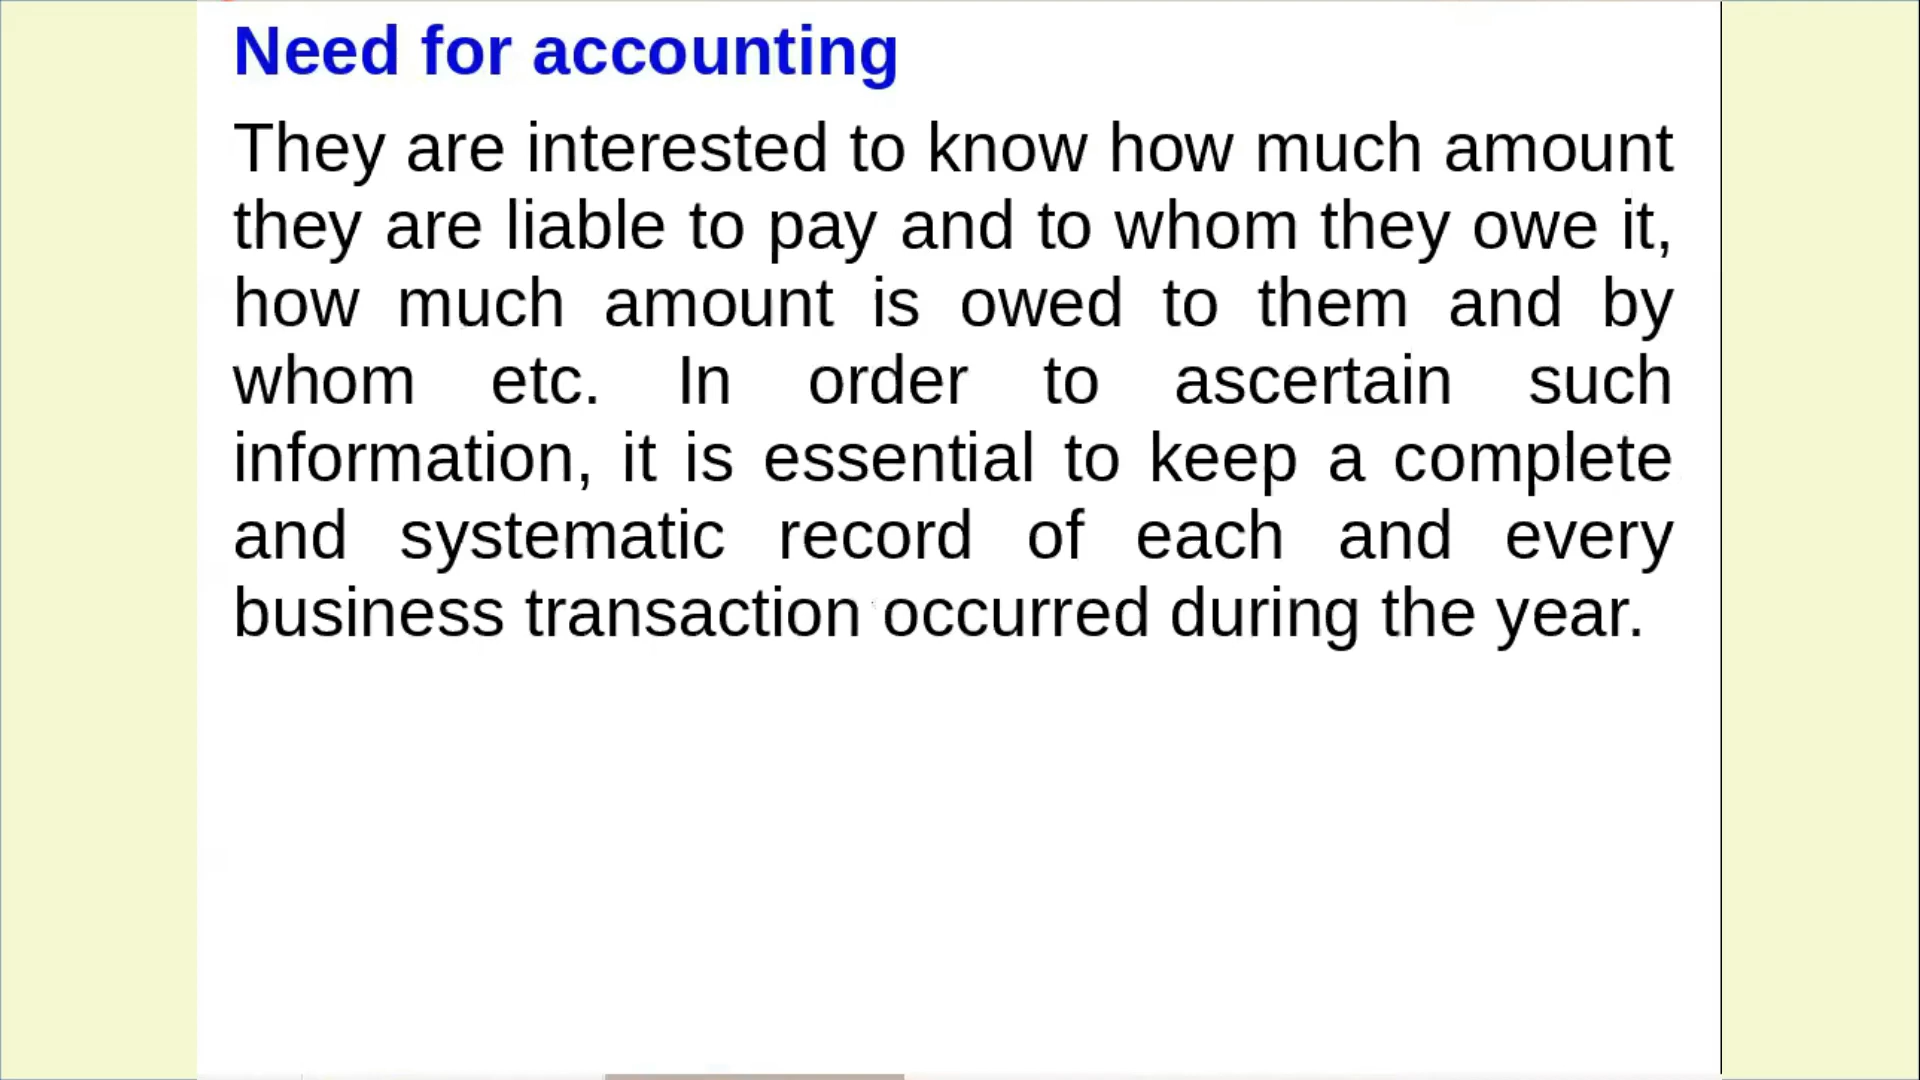 Need for accounting
They are interested to know how much amount
they are liable to pay and to whom they owe it,
how much amount is owed to them and by
whom etc. In order to ascertain such
information, it is essential to keep a complete
and systematic record of each and every
business transaction occurred during the year.